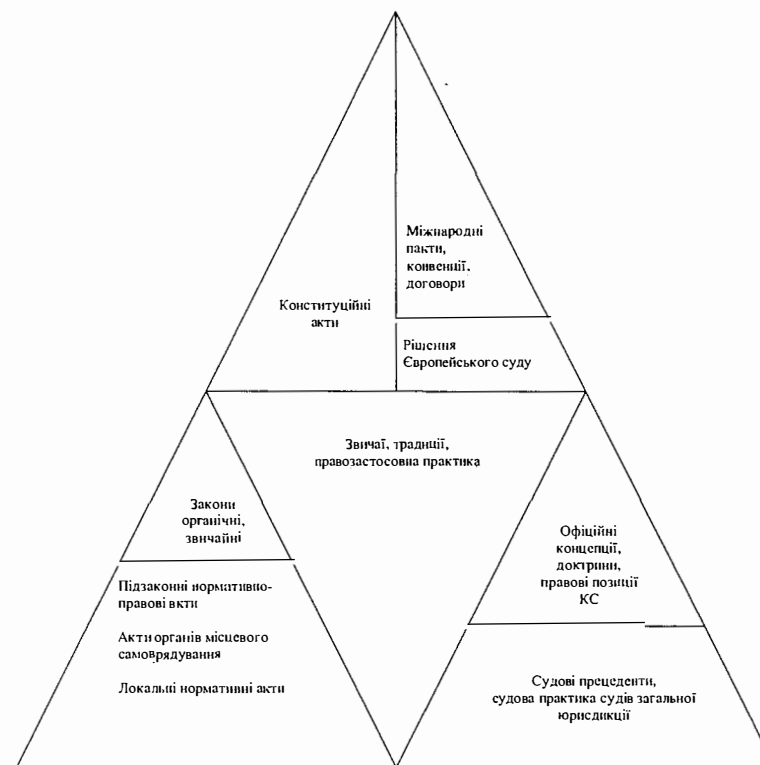 Міжнародні
пакти,
конвенції,
договори
Конституційні
акти
Рішення
Європейського суду
Звичаї, традиції,
правозастосовна практика
Закони
органічні,
звичайні
Офіційні
концепції,
доктрини,
правові позиції
КС
Підзаконні нормативно-
правові вкти
Акти органів місцевого
самоврядування
Локальні нормативні акти
Судові прецеденти,
судова практика судів загальної
юрисдикції